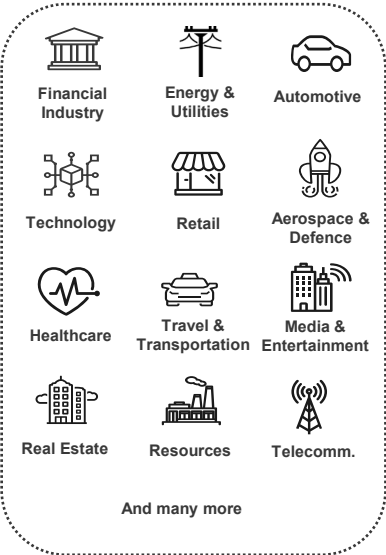 Financial
Industry
Energy &
Utilities
Automotive
Technology
Retail
Aerospace &
Defence
Healthcare
Travel &
Transportation
Media &
Entertainment
Real Estate
Resources
Telecomm.
And many more